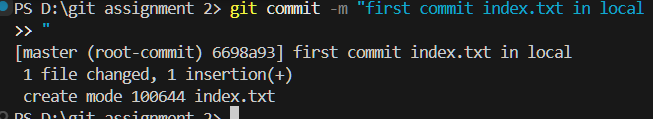 PS D:\git assignment 2> git commit -m "first commit index.txt in local
>> "
[master (root-commit) 6698a93] first commit index.txt in local
 1 file changed, 1 insertion(+)
 create mode 100644 index.txt
PS D:\git assignment 2>